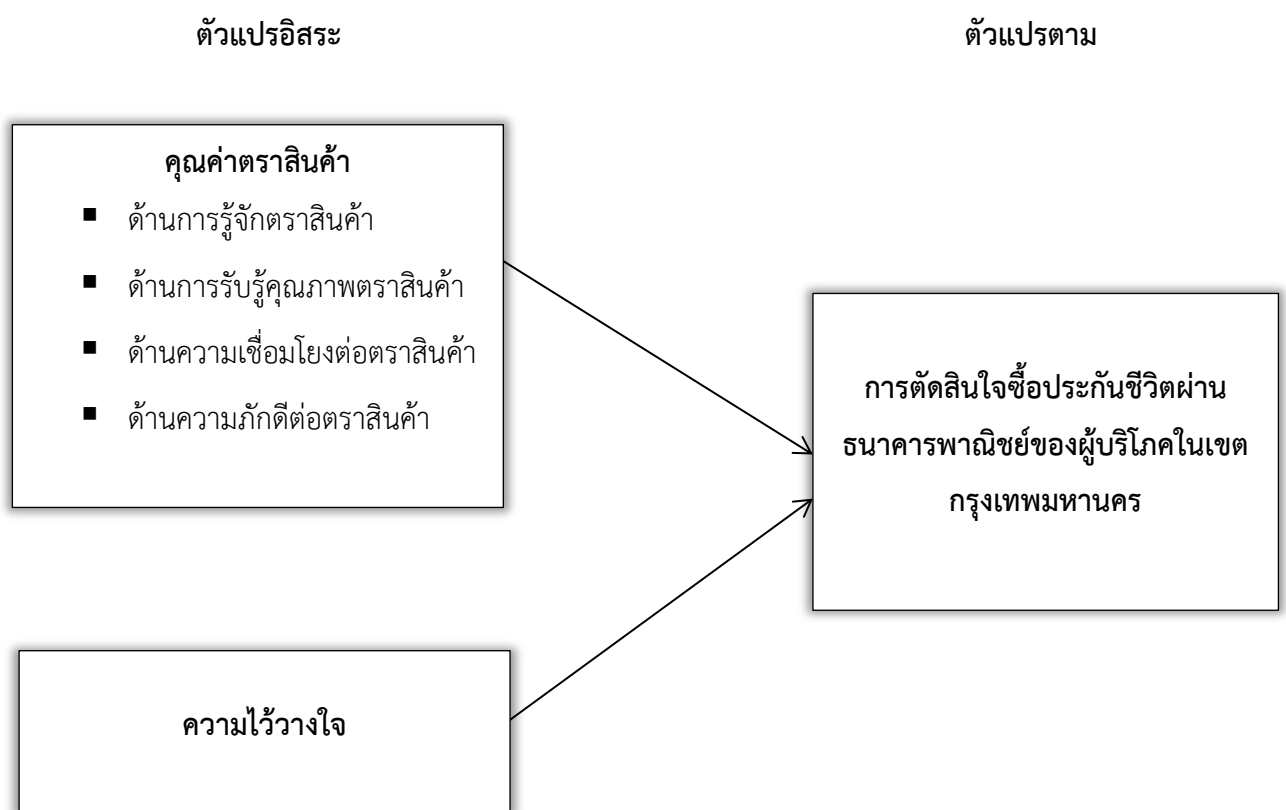 ตัวแปรอิสระ
ตัวแปรตาม
คุณค่าตราสินค้า
▪ ด้านการรู้จักตราสินค้า
▪ ด้านการรับรู้คุณภาพตราสินค้า
▪ ด้านความเชื่อมโยงต่อตราสินค้า
▪ ด้านความภักดีต่อตราสินค้า
การตัดสินใจซื้อประกันชีวิตผ่าน
ธนาคารพาณิชย์ของผู้บริโภคในเขต
กรุงเทพมหานคร
ความไว้วางใจ